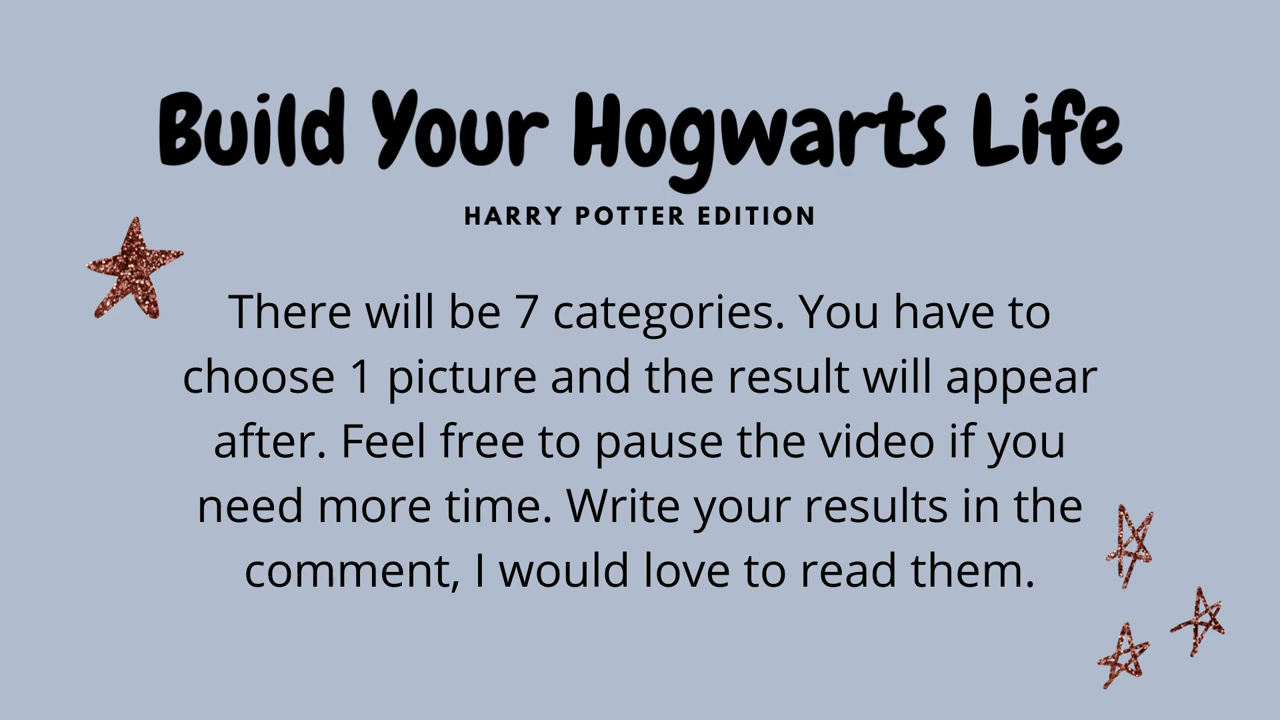 Build Your Hogwarts Life
HARRY POTTER EDITION
There will be 7 categories. You have to
choose 1 picture and the result will appear
after. Feel free to pause the video if you
need more time. Write your results in the
comment, I would love to read them.